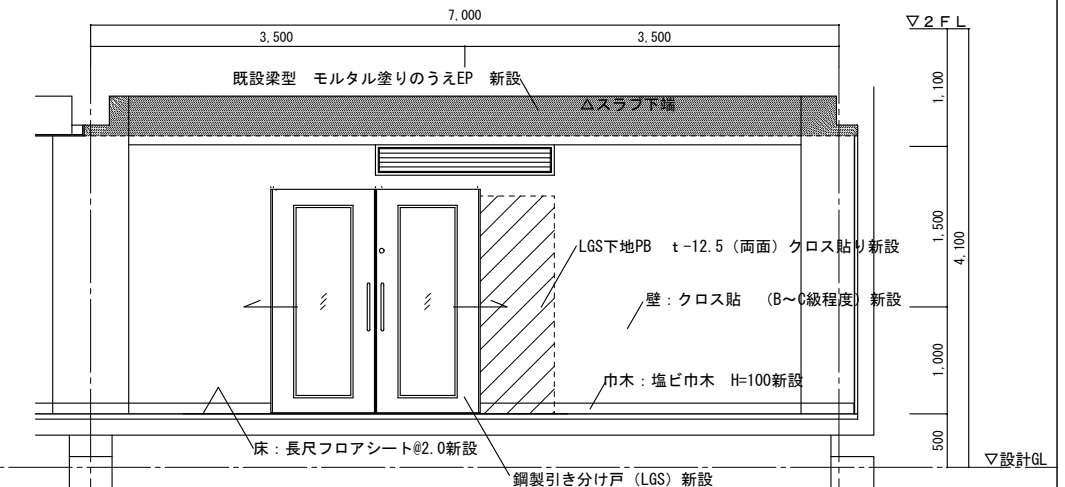 7,000
▽2FL
3,500
3,500
既設梁型 モルタル塗りのうえEP 新設
△スラブ下端
1,100
LGS下地PB t-12.5（両面）クロス貼り新設
1,500
4,100
壁：クロス貼 （B～C級程度）新設
巾木：塩ビ巾木 H=100新設
1,000
床：長尺フロアシート@2.0新設
500
▽設計GL
鋼製引き分け戸（LGS）新設